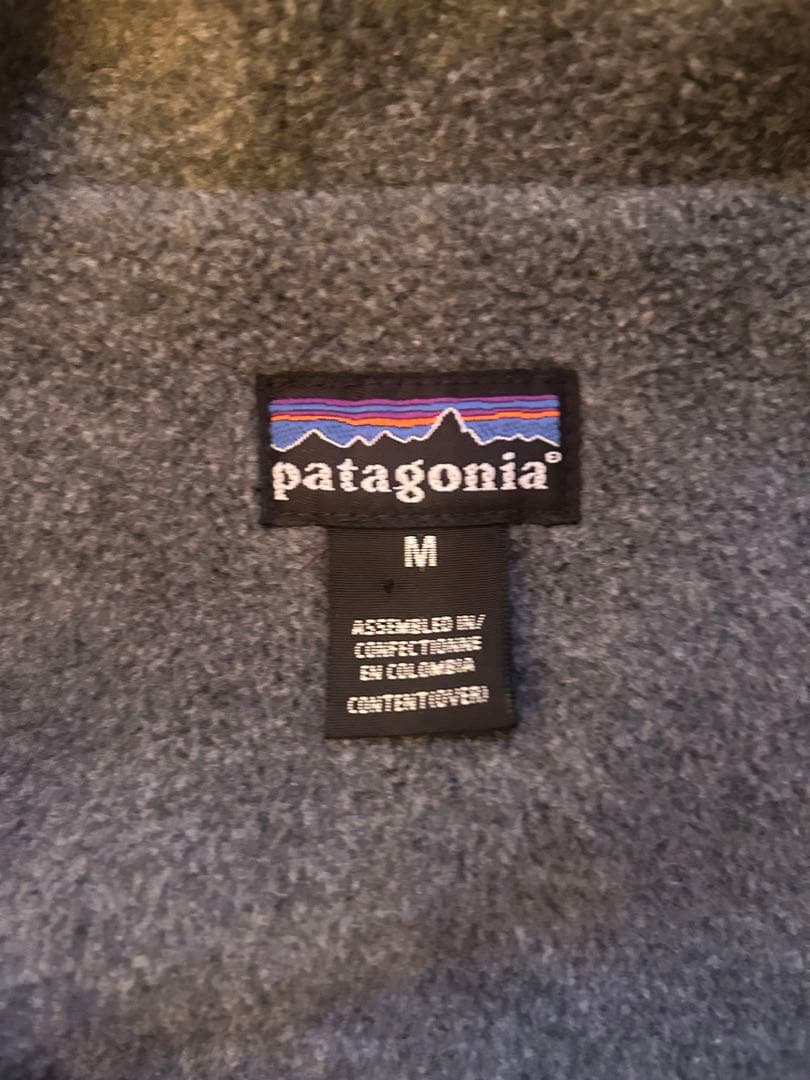 patagonia®
M
ASSEMBLED IN/
CONFECTIONNE
EN COLOMBIA
CONTENT(OVER)